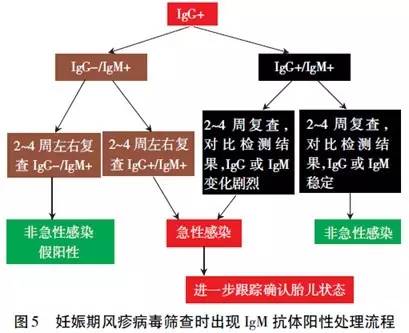 IgG+
IgG−/IgM+
IgG+/IgM+
2~4 周左右复
查 IgG−/IgM+
2~4 周左右复
查 IgG+/IgM+
2~4 周复查,
对比检测结
果,IgG 或 IgM
变化剧烈
2~4 周复查,
对比检测结
果, IgG 或 IgM
稳定
非急性感染
假阳性
急性感染
非急性感染
进一步跟踪确认胎儿状态
图 5 妊娠期风疹病毒筛查时出现 IgM 抗体阳性处理流程